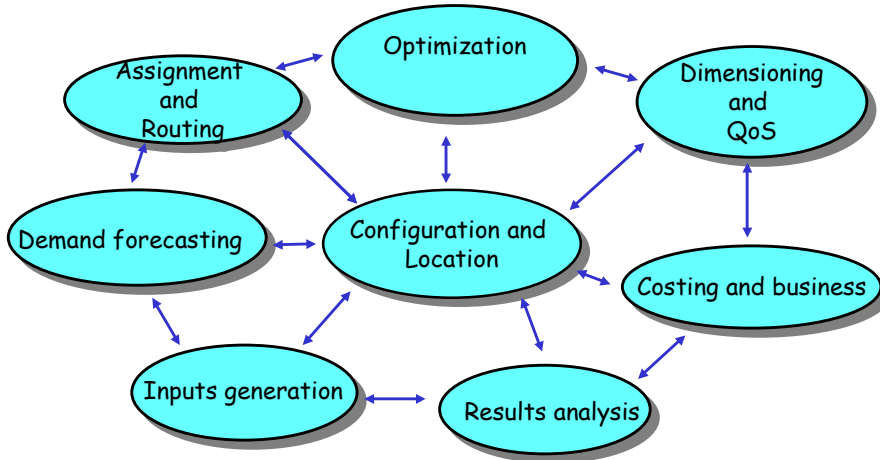 Optimization
Assignment
and
Routing
Dimensioning
and
QoS
Demand forecasting
Configuration and
Location
Costing and business
Inputs generation
Results analysis